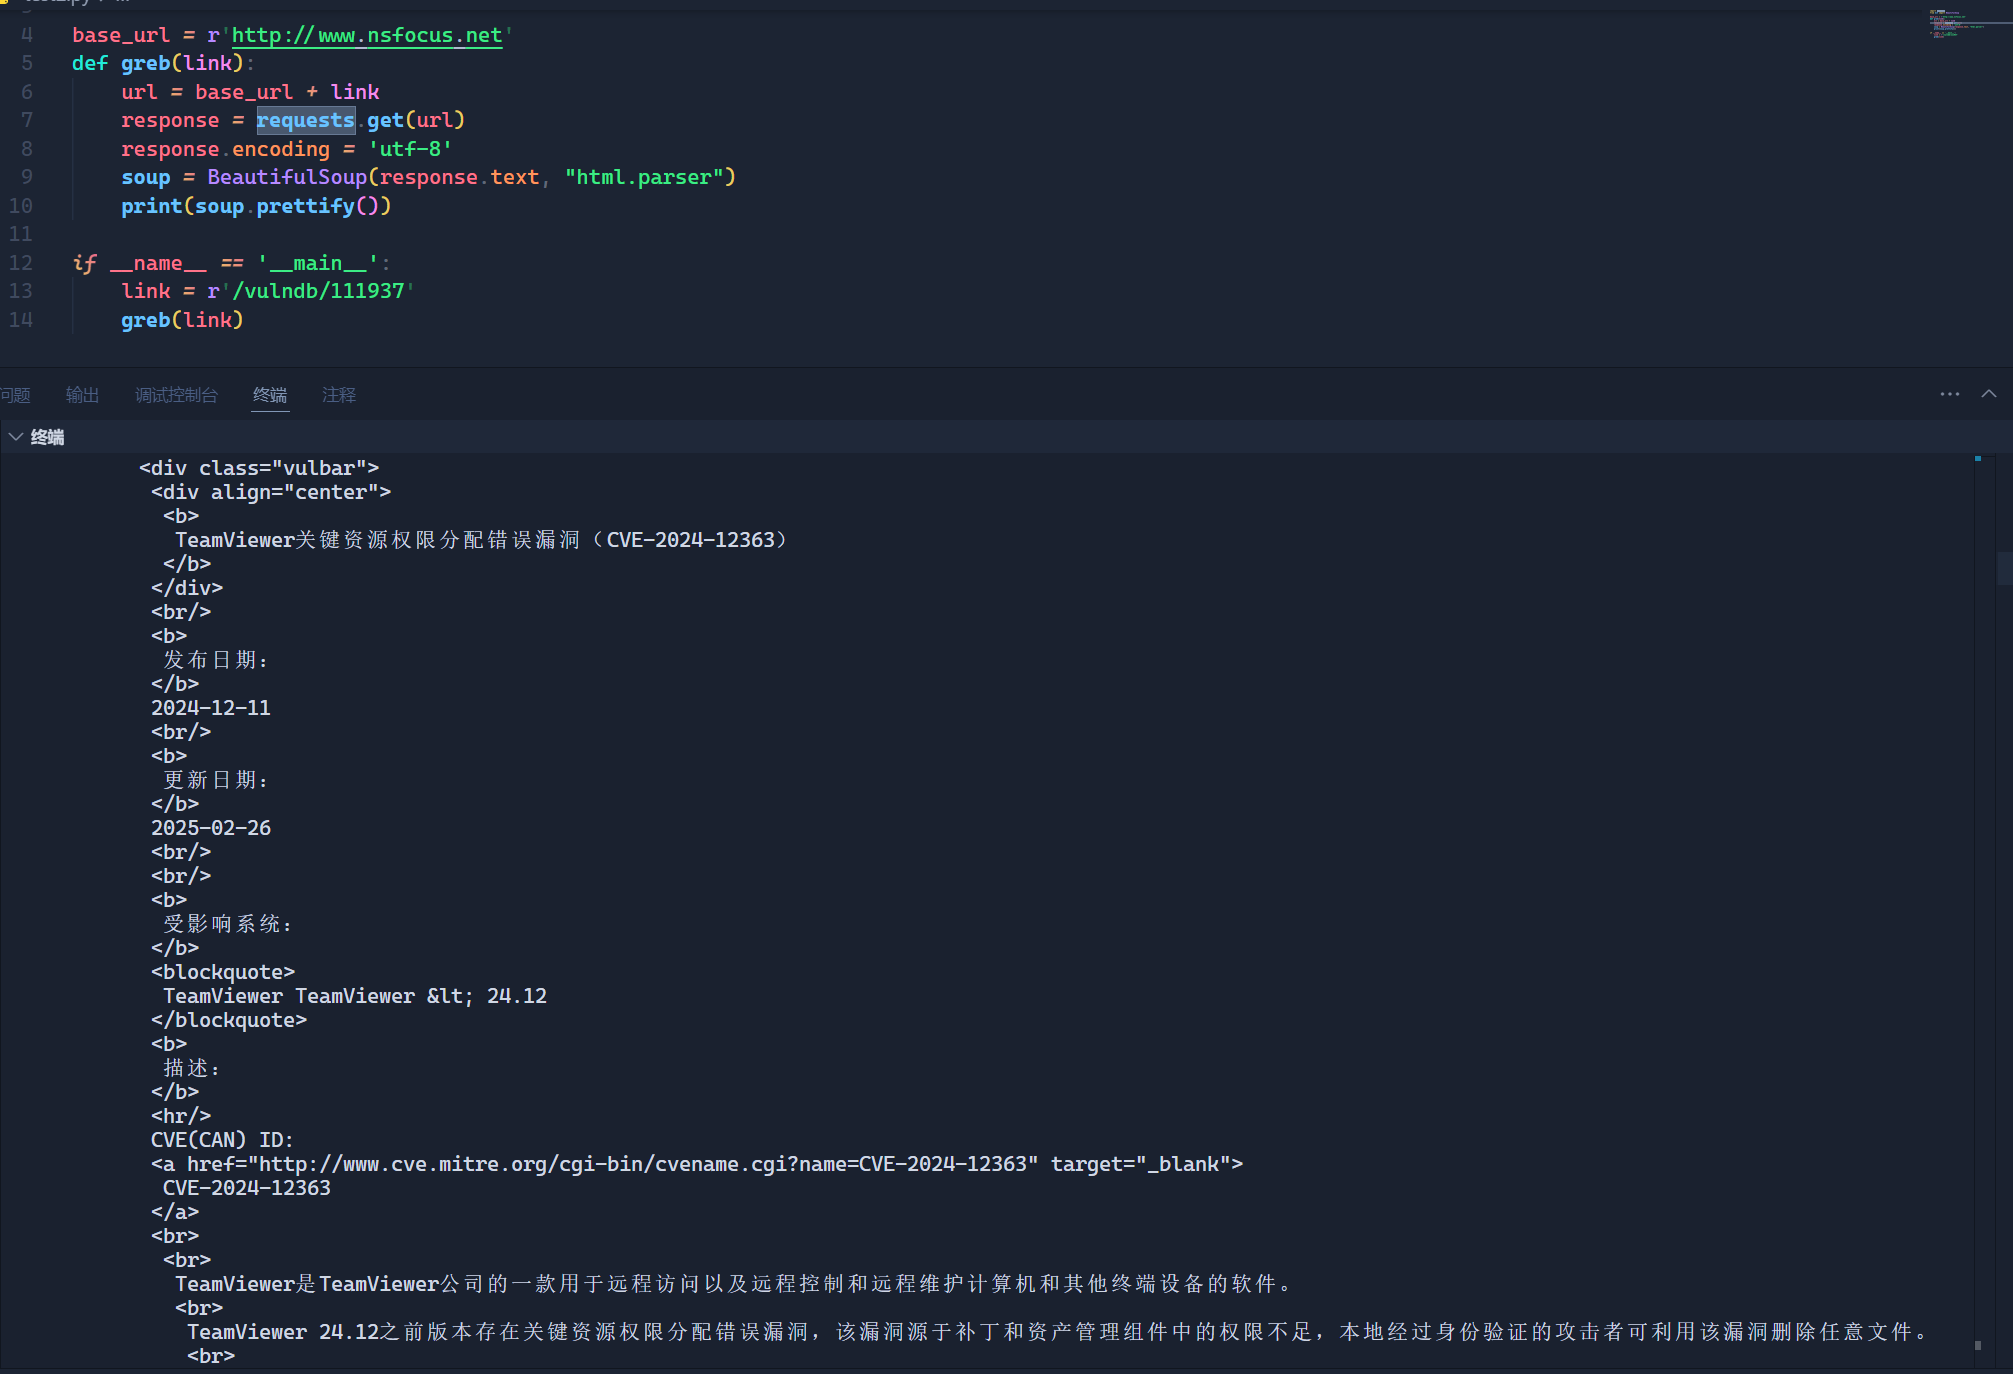 4 base_url = r'http://www.nsfocus.net'
5 def greb(link):
6 url = base_url + link
7 response = requests.get(url)
8 response.encoding = 'utf-8'
9 soup = BeautifulSoup(response.text, "html.parser")
10 print(soup.prettify())
11
12 if __name__ == '__main__':
13 link = r'/vulndb/111937'
14 greb(link)
问题 输出 调试控制台 终端 注释
终端
<div class="vulbar">
<div align="center">
<b>
TeamViewer关键资源权限分配错误漏洞（CVE-2024-12363）
</b>
</div>
<br/>
<b>
发布日期：
</b>
2024-12-11
<br/>
<b>
更新日期：
</b>
2025-02-26
<br/>
<br/>
<b>
受影响系统：
</b>
<blockquote>
TeamViewer TeamViewer &lt; 24.12
</blockquote>
<b>
描述：
</b>
<hr/>
CVE(CAN) ID:
<a href="http://www.cve.mitre.org/cgi-bin/cvename.cgi?name=CVE-2024-12363" target="_blank">
CVE-2024-12363
</a>
<br>
<br>
TeamViewer是TeamViewer公司的一款用于远程访问以及远程控制和远程维护计算机和其他终端设备的软件。
<br>
TeamViewer 24.12之前版本存在关键资源权限分配错误漏洞，该漏洞源于补丁和资产管理组件中的权限不足，本地经过身份验证的攻击者可利用该漏洞删除任意文件。
<br>